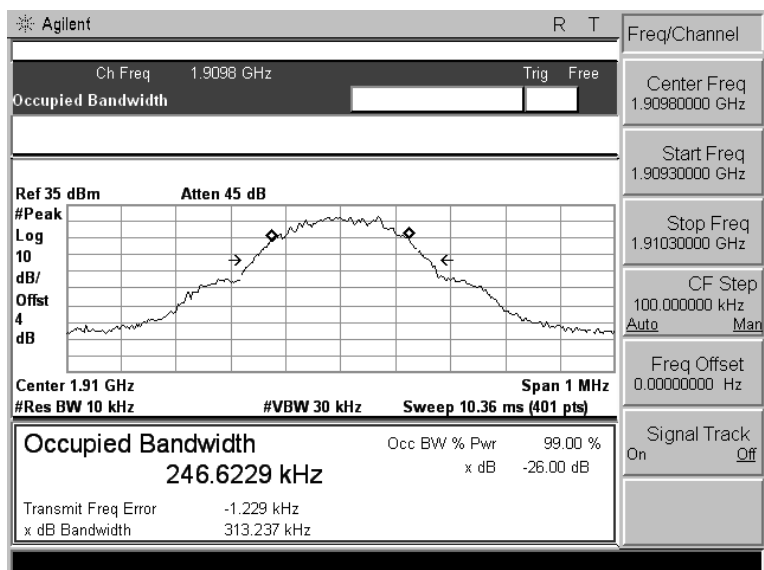 Agilent R T
Ch Freq 1.9098 GHz Trig Free
Occupied Bandwidth
Ref 35 dBm Atten 45 dB
#Peak
Log
10
dB/
Offst
4
dB
Center 1.91 GHz Span 1 MHz
#Res BW 10 kHz #VBW 30 kHz Sweep 10.36 ms (401 pts)
Occupied Bandwidth Occ BW % Pwr 99.00 %
246.6229 kHz x dB -26.00 dB
Transmit Freq Error -1.229 kHz
x dB Bandwidth 313.237 kHz
Freq/Channel
Center Freq
1.90980000 GHz
Start Freq
1.90930000 GHz
Stop Freq
1.91030000 GHz
CF Step
100.000000 kHz
Auto Man
Freq Offset
0.00000000 Hz
Signal Track
On Off